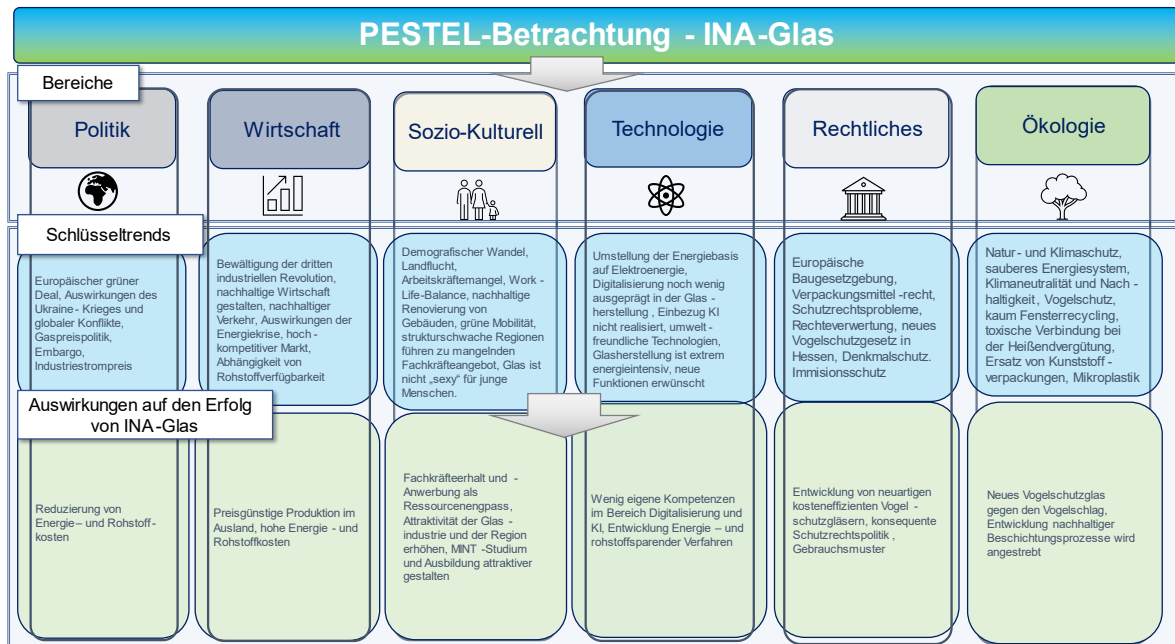 PESTEL-Betrachtung - INA-Glas
Bereiche
Politik
Wirtschaft
Sozio-Kulturell
Technologie
Rechtliches
Ökologie
Schlüsseltrends
Europäischer grüner
Deal, Auswirkungen des
Ukraine- Krieges und
globaler Konflikte,
Gaspreispolitik,
Embargo,
Industriestrompreis
Bewältigung der dritten
industriellen Revolution,
nachhaltige Wirtschaft
gestalten, nachhaltiger
Verkehr, Auswirkungen der
Energiekrise, hoch -
kompetitiver Markt,
Abhängigkeit von
Rohstoffverfügbarkeit
Demografischer Wandel,
Landflucht,
Arbeitskräftemangel, Work -
Life-Balance, nachhaltige
Renovierung von
Gebäuden, grüne Mobilität,
strukturschwache Regionen
führen zu mangelnden
Fachkräfteangebot, Glas ist
nicht „sexy“ für junge
Menschen.
Umstellung der Energiebasis
auf Elektroenergie,
Digitalisierung noch wenig
ausgeprägt in der Glas -
herstellung , Einbezug KI
nicht realisiert, umwelt -
freundliche Technologien,
Glasherstellung ist extrem
energieintensiv, neue
Funktionen erwünscht
Europäische
Baugesetzgebung,
Verpackungsmittel -recht,
Schutzrechtsprobleme,
Rechteverwertung, neues
Vogelschutzgesetz in
Hessen, Denkmalschutz.
Immisionsschutz
Natur- und Klimaschutz,
sauberes Energiesystem,
Klimaneutralität und Nach -
haltigkeit , Vogelschutz,
kaum Fensterrecycling,
toxische Verbindung bei
der Heißendvergütung,
Ersatz von Kunststoff -
verpackungen, Mikroplastik
Auswirkungen auf den Erfolg
von INA-Glas
Reduzierung von
Energie – und Rohstoff-
kosten
Preisgünstige Produktion im
Ausland, hohe Energie - und
Rohstoffkosten
Fachkräfteerhalt und -
Anwerbung als
Ressourcenengpass,
Attraktivität der Glas -
industrie und der Region
erhöhen, MINT -Studium
und Ausbildung attraktiver
gestalten
Wenig eigene Kompetenzen
im Bereich Digitalisierung und
KI, Entwicklung Energie – und
rohstoffsparender Verfahren
Entwicklung von neuartigen
kosteneffizienten Vogel -
schutzgläsern, konsequente
Schutzrechtspolitik ,
Gebrauchsmuster
Neues Vogelschutzglas
gegen den Vogelschlag,
Entwicklung nachhaltiger
Beschichtungsprozesse wird
angestrebt